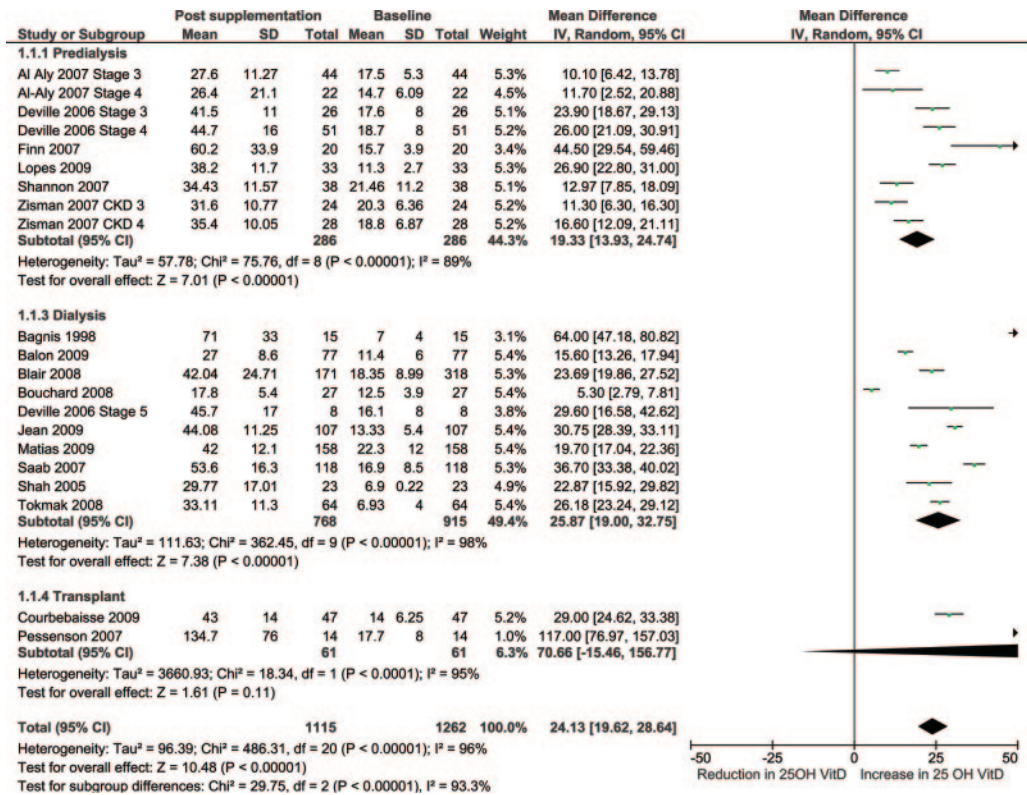 Post supplementation Baseline Mean Difference Mean Difference
Study or Subgroup Mean SD Total Mean SD Total Weight IV, Random, 95% CI IV, Random, 95% CI
1.1.1 Predialysis
Al Aly 2007 Stage 3 27.6 11.27 44 17.5 5.3 44 5.3% 10.10 [6.42, 13.78]
Al-Aly 2007 Stage 4 26.4 21.1 22 14.7 6.09 22 4.5% 11.70 [2.52, 20.88]
Deville 2006 Stage 3 41.5 11 26 17.6 8 26 5.1% 23.90 [18.67, 29.13]
Deville 2006 Stage 4 44.7 16 51 18.7 8 51 5.1% 26.00 [21.09, 30.91]
Finn 2007 60.2 33.9 20 15.7 3.9 20 3.4% 44.50 [29.54, 59.46]
Lopes 2009 38.2 11.7 33 11.3 2.7 33 5.2% 26.90 [22.80, 31.00]
Shannon 2007 34.43 11.57 38 21.46 11.2 38 5.1% 12.97 [7.85, 18.09]
Zisman 2007 CKD 3 31.6 10.77 24 20.3 6.36 24 5.1% 11.30 [6.30, 16.30]
Zisman 2007 CKD 4 35.4 10.05 28 18.8 6.87 28 5.2% 16.60 [12.09, 21.11]
Subtotal (95% CI) 286 286 44.3% 19.33 [13.93, 24.74]
Heterogeneity: Tau² = 57.78; Chi² = 75.76, df = 8 (P < 0.00001); I² = 89%
Test for overall effect: Z = 7.01 (P < 0.00001)
1.1.3 Dialysis
Bagnis 1998 71 33 15 7 4 15 3.1% 64.00 [47.18, 80.82]
Balon 2009 27 8.6 77 11.4 6 77 5.4% 15.60 [13.26, 17.94]
Blair 2008 42.04 24.71 171 18.35 8.99 318 5.3% 23.69 [19.86, 27.52]
Bouchard 2008 17.8 5.4 27 12.5 3.9 27 5.4% 5.30 [2.79, 7.81]
Deville 2006 Stage 5 45.7 17 8 16.1 8 8 3.8% 29.60 [16.58, 42.62]
Jean 2009 44.08 11.25 107 13.33 5.4 107 5.4% 30.75 [28.39, 33.11]
Matias 2009 42 12.1 158 22.3 12 158 5.4% 19.70 [17.04, 22.36]
Saab 2007 53.6 16.3 118 16.9 8.5 118 5.3% 36.70 [33.38, 40.02]
Shah 2005 29.77 17.01 23 6.9 0.22 23 4.9% 22.87 [15.92, 29.82]
Tokmak 2008 33.11 11.3 64 6.93 4 64 5.4% 26.18 [23.24, 29.12]
Subtotal (95% CI) 768 915 49.4% 25.87 [19.00, 32.75]
Heterogeneity: Tau² = 111.63; Chi² = 362.45, df = 9 (P < 0.00001); I² = 98%
Test for overall effect: Z = 7.38 (P < 0.00001)
1.1.4 Transplant
Courbebaisse 2009 43 14 47 14 6.25 47 5.2% 29.00 [24.62, 33.38]
Pessenson 2007 134.7 76 14 17.7 8 14 1.0% 117.00 [76.97, 157.03]
Subtotal (95% CI) 61 61 6.3% 70.66 [-15.46, 156.77]
Heterogeneity: Tau² = 3660.93; Chi² = 18.34, df = 1 (P < 0.0001); I² = 95%
Test for overall effect: Z = 1.61 (P = 0.11)
Total (95% CI) 1115 1262 100.0% 24.13 [19.62, 28.64]
Heterogeneity: Tau² = 96.39; Chi² = 486.31, df = 20 (P < 0.00001); I² = 96%
Test for overall effect: Z = 10.48 (P < 0.00001)
Test for subgroup differences: Chi² = 29.75, df = 2 (P < 0.00001), I² = 93.3%
-50 -25 0 25 50
Reduction in 25OH VitD Increase in 25 OH VitD